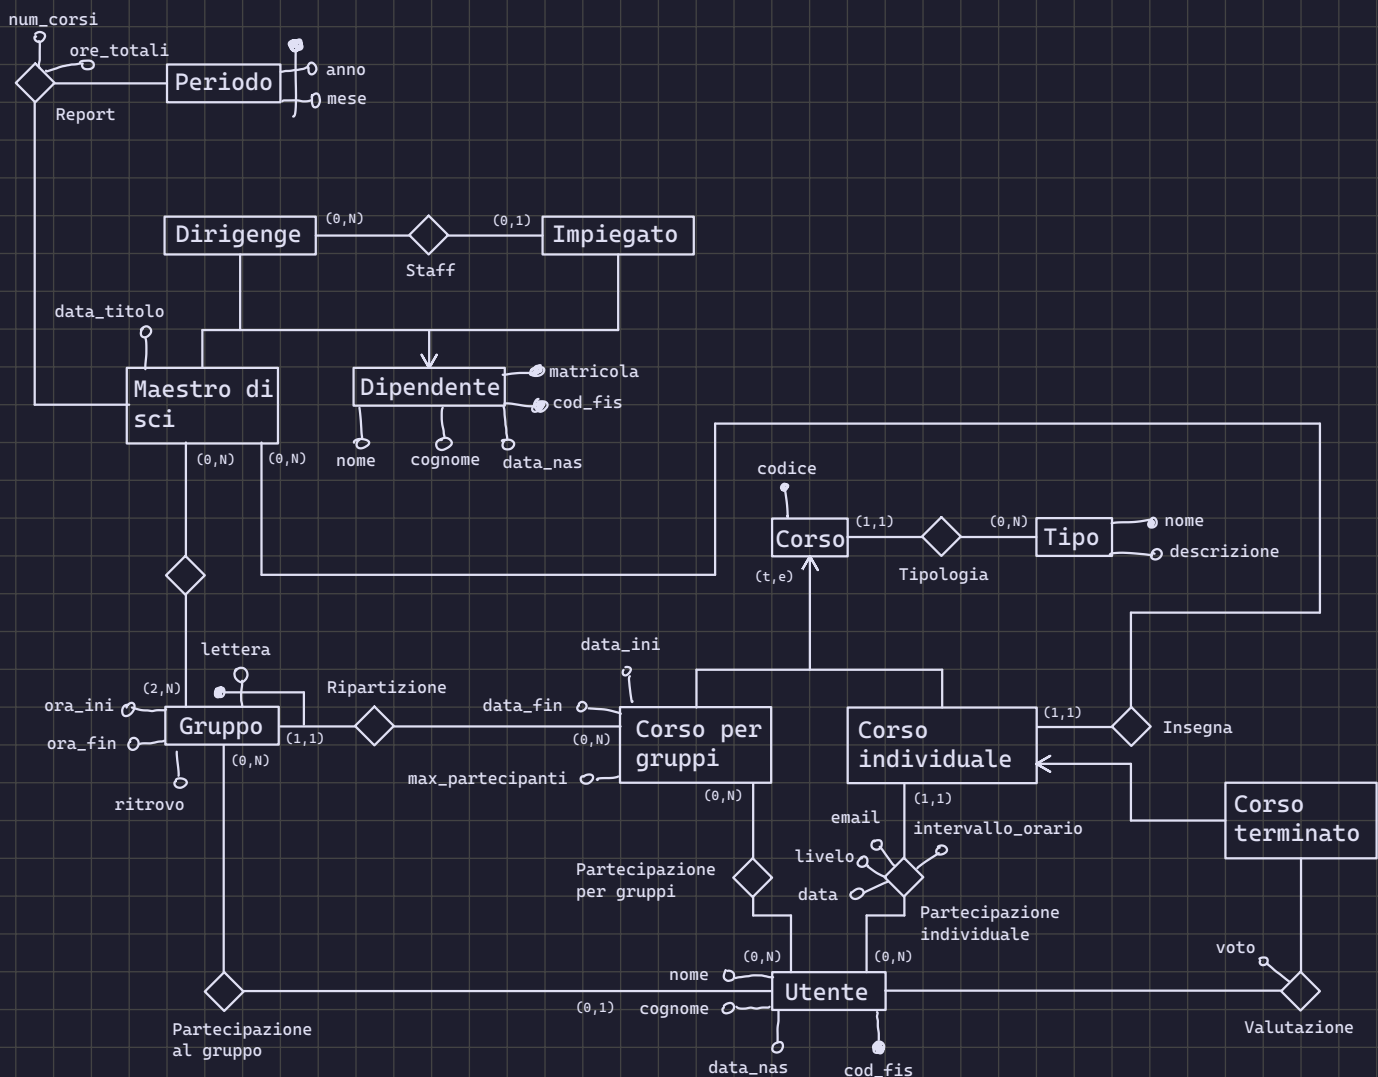 num_corsi
ore_totali
Periodo
anno
mese
Report
Dirigenge
(0,N)
(0,1)
Impiegato
Staff
data_titolo
Maestro di
sci
Dipendente
matricola
cod_fis
nome
cognome
data_nas
(0,N)
(0,N)
codice
Corso
(1,1)
(0,N)
Tipo
nome
descrizione
Tipologia
(t,e)
lettera
data_ini
(2,N)
Ripartizione
ora_ini
data_fin
Gruppo
ora_fin
(1,1)
(0,N)
(0,N)
Corso per
gruppi
Corso
individuale
(1,1)
Insegna
max_partecipanti
ritrovo
(0,N)
(1,1)
Corso
terminato
email
intervallo_orario
livelo
data
Partecipazione
per gruppi
Partecipazione
individuale
(0,N)
(0,N)
voto
nome
Utente
(0,1)
cognome
data_nas
cod_fis
Valutazione
Partecipazione
al gruppo